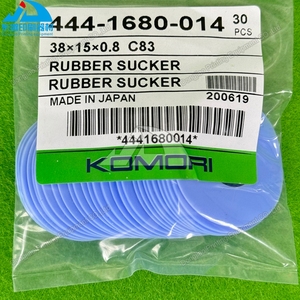 444-1680-014 30
PCS
38×15×0.8 C83
RUBBER SUCKER
RUBBER SUCKER
MADE IN JAPAN 200619
*4441680014*
KOMORI